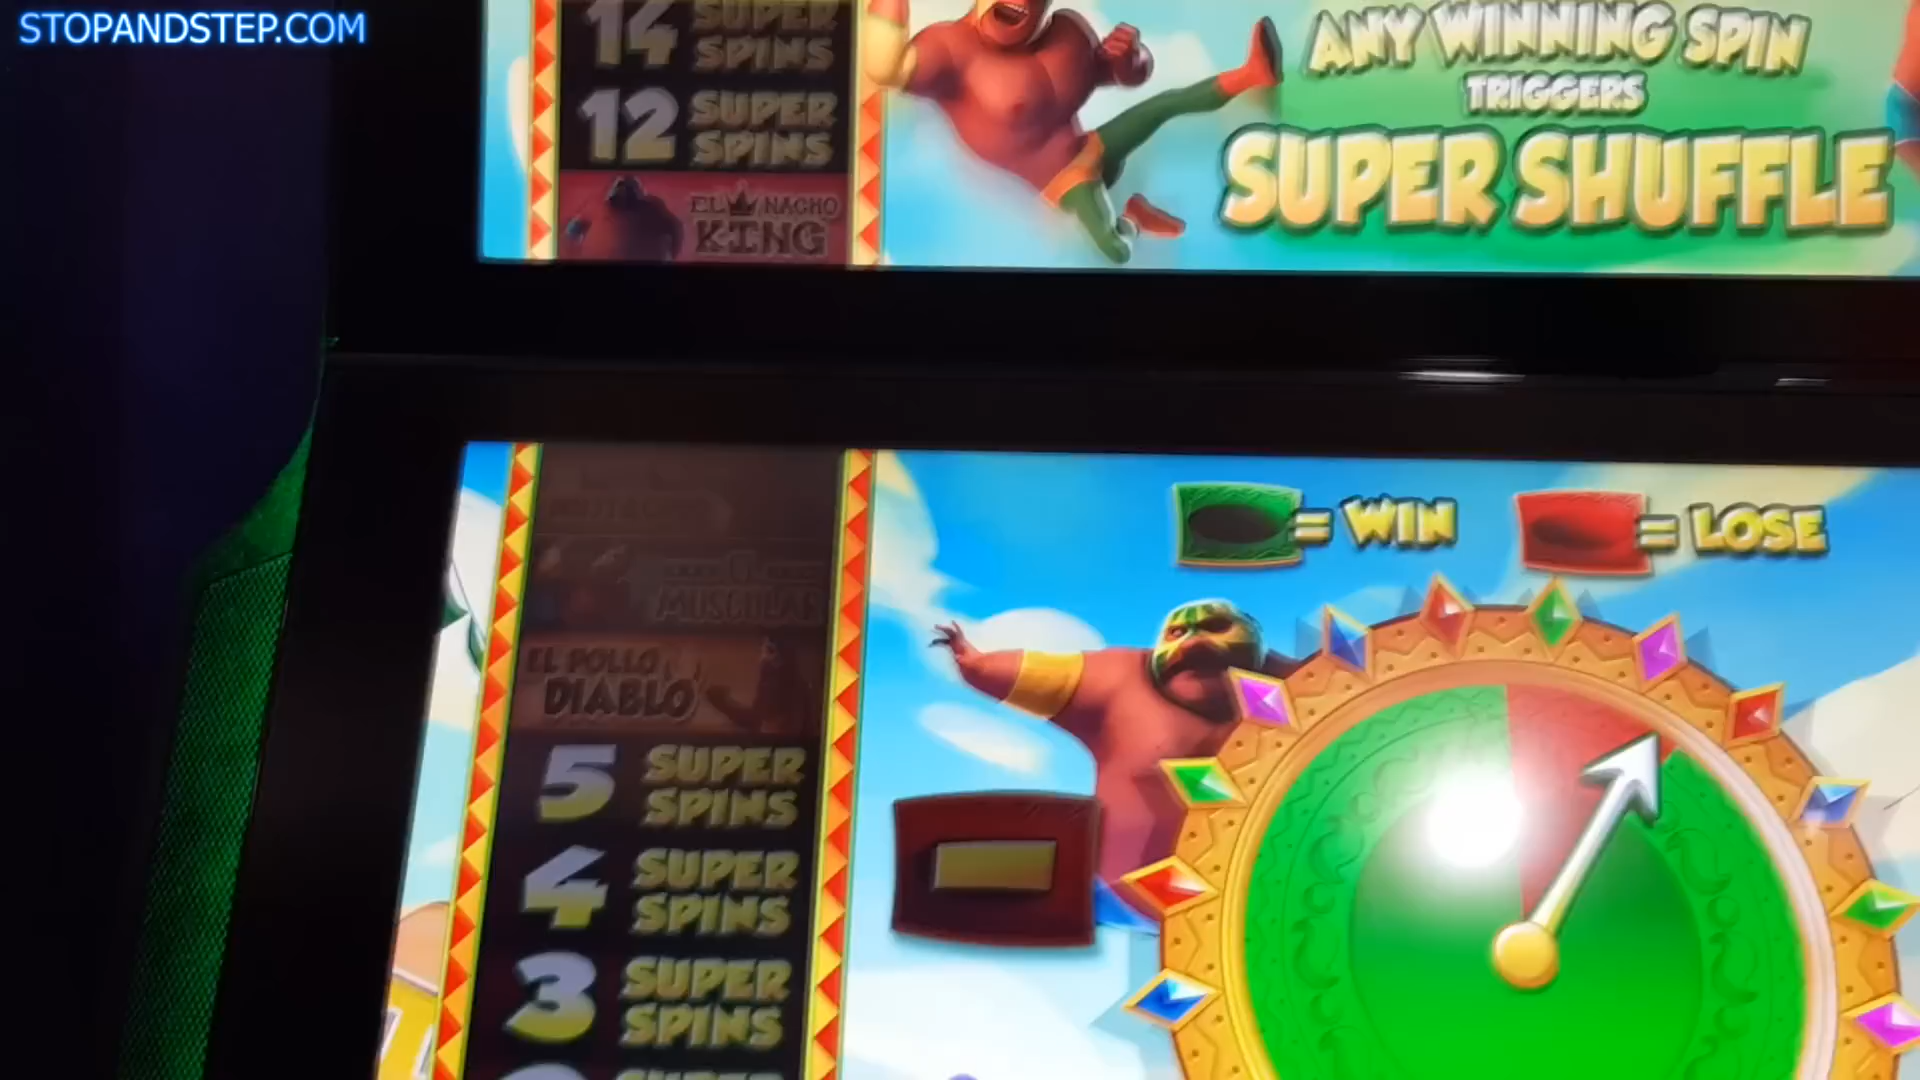 STOPANDSTEP.COM
14 SUPER SPINS
12 SUPER SPINS
EL NACHO KING
ANY WINNING SPIN
TRIGGERS
SUPER SHUFFLE
= WIN
= LOSE
MUSCULAR
EL POLLO DIABLO
5 SUPER SPINS
4 SUPER SPINS
3 SUPER SPINS